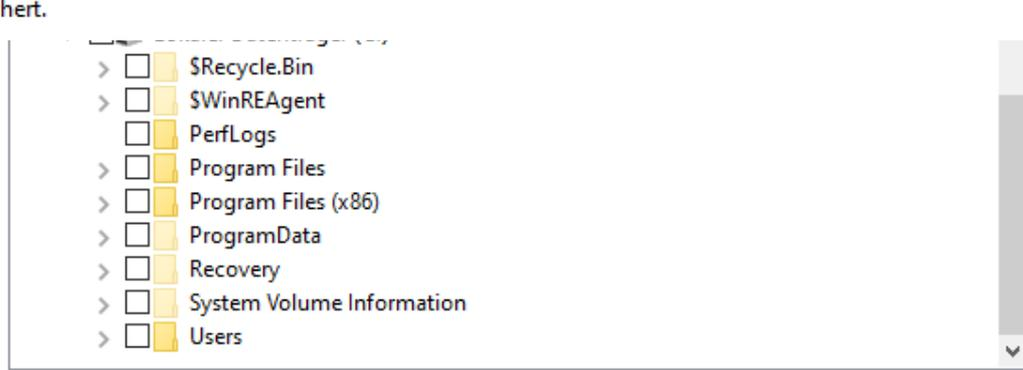 hert.
$Recycle.Bin
$WinREAgent
PerfLogs
Program Files
Program Files (x86)
ProgramData
Recovery
System Volume Information
Users